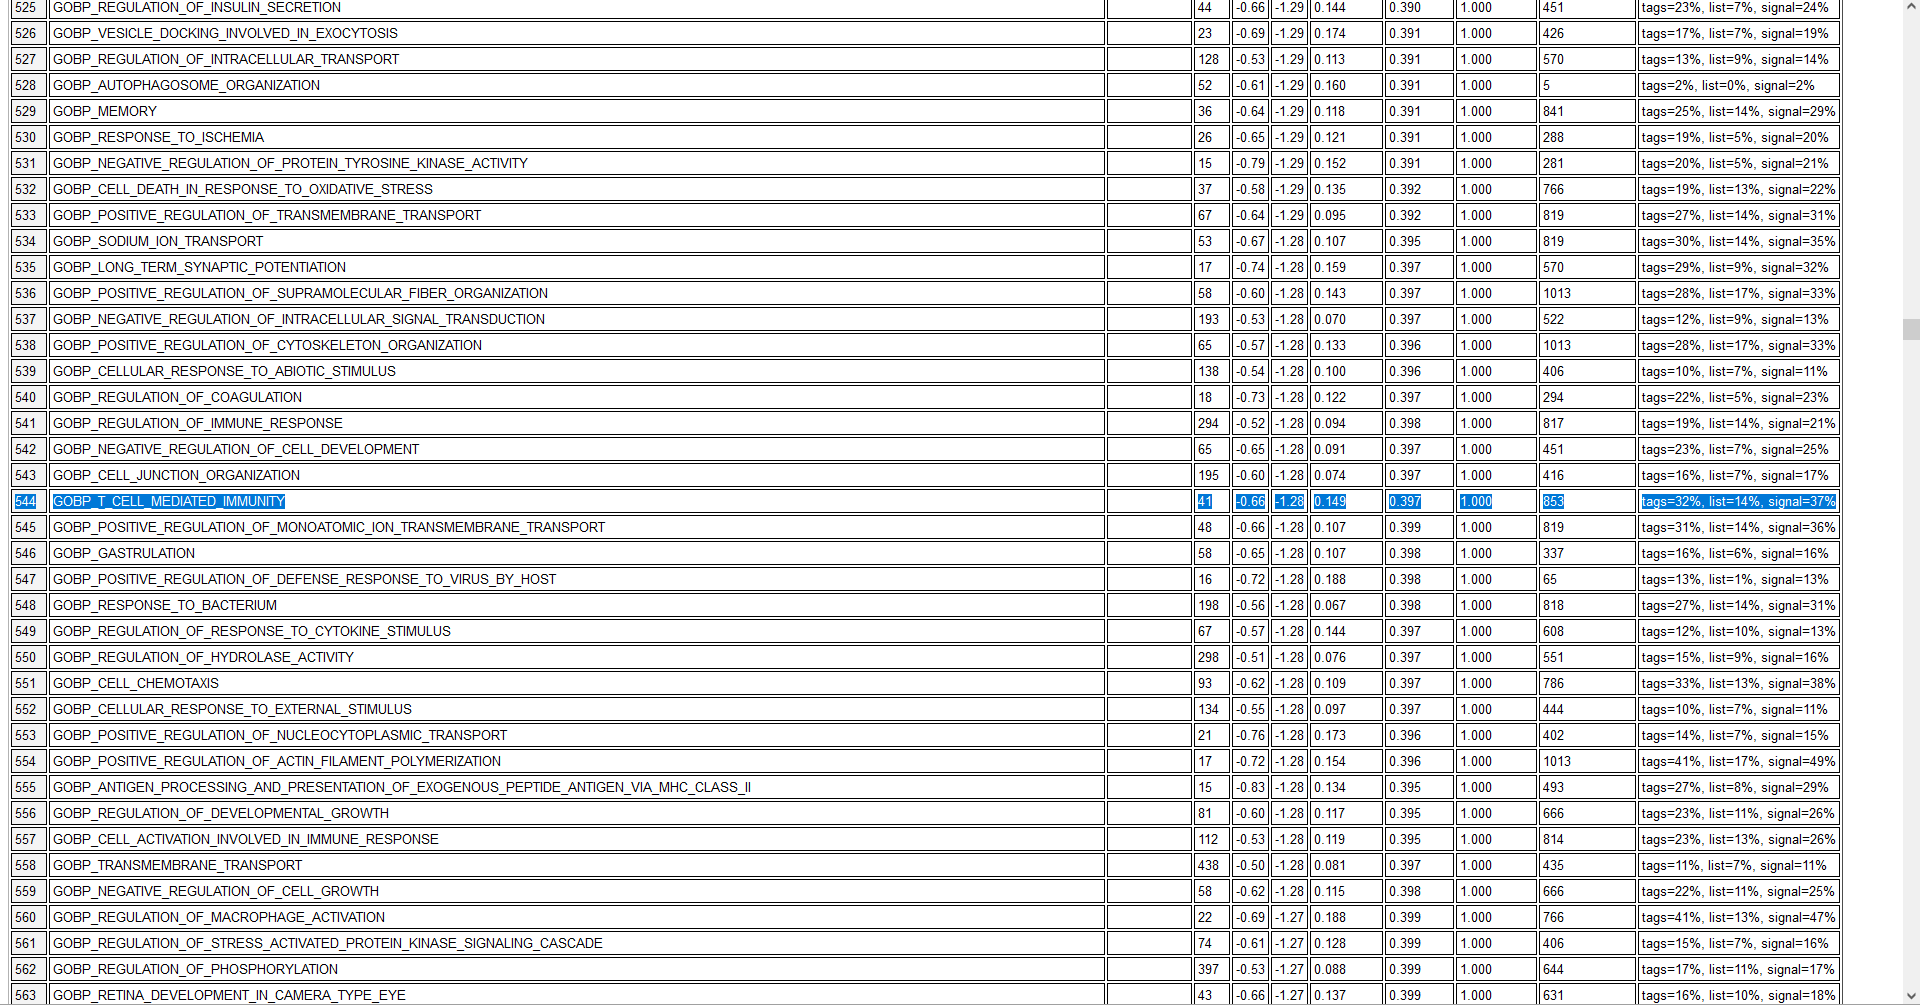 525 GOBP_REGULATION_OF_INSULIN_SECRETION 44 -0.66 -1.29 0.144 0.390 1.000 451 tags=23%, list=7%, signal=24%
526 GOBP_VESICLE_DOCKING_INVOLVED_IN_EXOCYTOSIS 23 -0.69 -1.29 0.174 0.391 1.000 426 tags=17%, list=7%, signal=19%
527 GOBP_REGULATION_OF_INTRACELLULAR_TRANSPORT 128 -0.53 -1.29 0.113 0.391 1.000 570 tags=13%, list=9%, signal=14%
528 GOBP_AUTOPHAGOSOME_ORGANIZATION 52 -0.61 -1.29 0.160 0.391 1.000 5 tags=2%, list=0%, signal=2%
529 GOBP_MEMORY 36 -0.64 -1.29 0.118 0.391 1.000 841 tags=25%, list=14%, signal=29%
530 GOBP_RESPONSE_TO_ISCHEMIA 26 -0.65 -1.29 0.121 0.391 1.000 288 tags=19%, list=5%, signal=20%
531 GOBP_NEGATIVE_REGULATION_OF_PROTEIN_TYROSINE_KINASE_ACTIVITY 15 -0.79 -1.29 0.152 0.391 1.000 281 tags=20%, list=5%, signal=21%
532 GOBP_CELL_DEATH_IN_RESPONSE_TO_OXIDATIVE_STRESS 37 -0.58 -1.29 0.135 0.392 1.000 766 tags=19%, list=13%, signal=22%
533 GOBP_POSITIVE_REGULATION_OF_TRANSMEMBRANE_TRANSPORT 67 -0.64 -1.29 0.095 0.392 1.000 819 tags=27%, list=14%, signal=31%
534 GOBP_SODIUM_ION_TRANSPORT 53 -0.67 -1.28 0.107 0.395 1.000 819 tags=30%, list=14%, signal=35%
535 GOBP_LONG_TERM_SYNAPTIC_POTENTIATION 17 -0.74 -1.28 0.159 0.397 1.000 570 tags=29%, list=9%, signal=32%
536 GOBP_POSITIVE_REGULATION_OF_SUPRAMOLECULAR_FIBER_ORGANIZATION 58 -0.60 -1.28 0.143 0.397 1.000 1013 tags=28%, list=17%, signal=33%
537 GOBP_NEGATIVE_REGULATION_OF_INTRACELLULAR_SIGNAL_TRANSDUCTION 193 -0.53 -1.28 0.070 0.397 1.000 522 tags=12%, list=9%, signal=13%
538 GOBP_POSITIVE_REGULATION_OF_CYTOSKELETON_ORGANIZATION 65 -0.57 -1.28 0.133 0.396 1.000 1013 tags=28%, list=17%, signal=33%
539 GOBP_CELLULAR_RESPONSE_TO_ABIOTIC_STIMULUS 138 -0.54 -1.28 0.100 0.396 1.000 406 tags=10%, list=7%, signal=11%
540 GOBP_REGULATION_OF_COAGULATION 18 -0.73 -1.28 0.122 0.397 1.000 294 tags=22%, list=5%, signal=23%
541 GOBP_REGULATION_OF_IMMUNE_RESPONSE 294 -0.52 -1.28 0.094 0.398 1.000 817 tags=19%, list=14%, signal=21%
542 GOBP_NEGATIVE_REGULATION_OF_CELL_DEVELOPMENT 65 -0.65 -1.28 0.091 0.397 1.000 451 tags=23%, list=7%, signal=25%
543 GOBP_CELL_JUNCTION_ORGANIZATION 195 -0.60 -1.28 0.074 0.397 1.000 416 tags=16%, list=7%, signal=17%
544 GOBP_T_CELL_MEDIATED_IMMUNITY 41 -0.66 -1.28 0.149 0.397 1.000 853 tags=32%, list=14%, signal=37%
545 GOBP_POSITIVE_REGULATION_OF_MONOATOMIC_ION_TRANSMEMBRANE_TRANSPORT 48 -0.66 -1.28 0.107 0.399 1.000 819 tags=31%, list=14%, signal=36%
546 GOBP_GASTRULATION 58 -0.65 -1.28 0.107 0.398 1.000 337 tags=16%, list=6%, signal=16%
547 GOBP_POSITIVE_REGULATION_OF_DEFENSE_RESPONSE_TO_VIRUS_BY_HOST 16 -0.72 -1.28 0.188 0.398 1.000 65 tags=13%, list=1%, signal=13%
548 GOBP_RESPONSE_TO_BACTERIUM 198 -0.56 -1.28 0.067 0.398 1.000 818 tags=27%, list=14%, signal=31%
549 GOBP_REGULATION_OF_RESPONSE_TO_CYTOKINE_STIMULUS 67 -0.57 -1.28 0.144 0.397 1.000 608 tags=12%, list=10%, signal=13%
550 GOBP_REGULATION_OF_HYDROLASE_ACTIVITY 298 -0.51 -1.28 0.076 0.397 1.000 551 tags=15%, list=9%, signal=16%
551 GOBP_CELL_CHEMOTAXIS 93 -0.62 -1.28 0.109 0.397 1.000 786 tags=33%, list=13%, signal=38%
552 GOBP_CELLULAR_RESPONSE_TO_EXTERNAL_STIMULUS 134 -0.55 -1.28 0.097 0.397 1.000 444 tags=10%, list=7%, signal=11%
553 GOBP_POSITIVE_REGULATION_OF_NUCLEOCYTOPLASMIC_TRANSPORT 21 -0.76 -1.28 0.173 0.396 1.000 402 tags=14%, list=7%, signal=15%
554 GOBP_POSITIVE_REGULATION_OF_ACTIN_FILAMENT_POLYMERIZATION 17 -0.72 -1.28 0.154 0.396 1.000 1013 tags=41%, list=17%, signal=49%
555 GOBP_ANTIGEN_PROCESSING_AND_PRESENTATION_OF_EXOGENOUS_PEPTIDE_ANTIGEN_VIA_MHC_CLASS_II 15 -0.83 -1.28 0.134 0.395 1.000 493 tags=27%, list=8%, signal=29%
556 GOBP_REGULATION_OF_DEVELOPMENTAL_GROWTH 81 -0.60 -1.28 0.117 0.395 1.000 666 tags=23%, list=11%, signal=26%
557 GOBP_CELL_ACTIVATION_INVOLVED_IN_IMMUNE_RESPONSE 112 -0.53 -1.28 0.119 0.395 1.000 814 tags=23%, list=13%, signal=26%
558 GOBP_TRANSMEMBRANE_TRANSPORT 438 -0.50 -1.28 0.081 0.397 1.000 435 tags=11%, list=7%, signal=11%
559 GOBP_NEGATIVE_REGULATION_OF_CELL_GROWTH 58 -0.62 -1.28 0.115 0.398 1.000 666 tags=22%, list=11%, signal=25%
560 GOBP_REGULATION_OF_MACROPHAGE_ACTIVATION 22 -0.69 -1.27 0.188 0.399 1.000 766 tags=41%, list=13%, signal=47%
561 GOBP_REGULATION_OF_STRESS_ACTIVATED_PROTEIN_KINASE_SIGNALING_CASCADE 74 -0.61 -1.27 0.128 0.399 1.000 406 tags=15%, list=7%, signal=16%
562 GOBP_REGULATION_OF_PHOSPHORYLATION 397 -0.53 -1.27 0.088 0.399 1.000 644 tags=17%, list=11%, signal=17%
563 GOBP_RETINA_DEVELOPMENT_IN_CAMERA_TYPE_EYE 43 -0.66 -1.27 0.137 0.399 1.000 631 tags=16%, list=10%, signal=18%